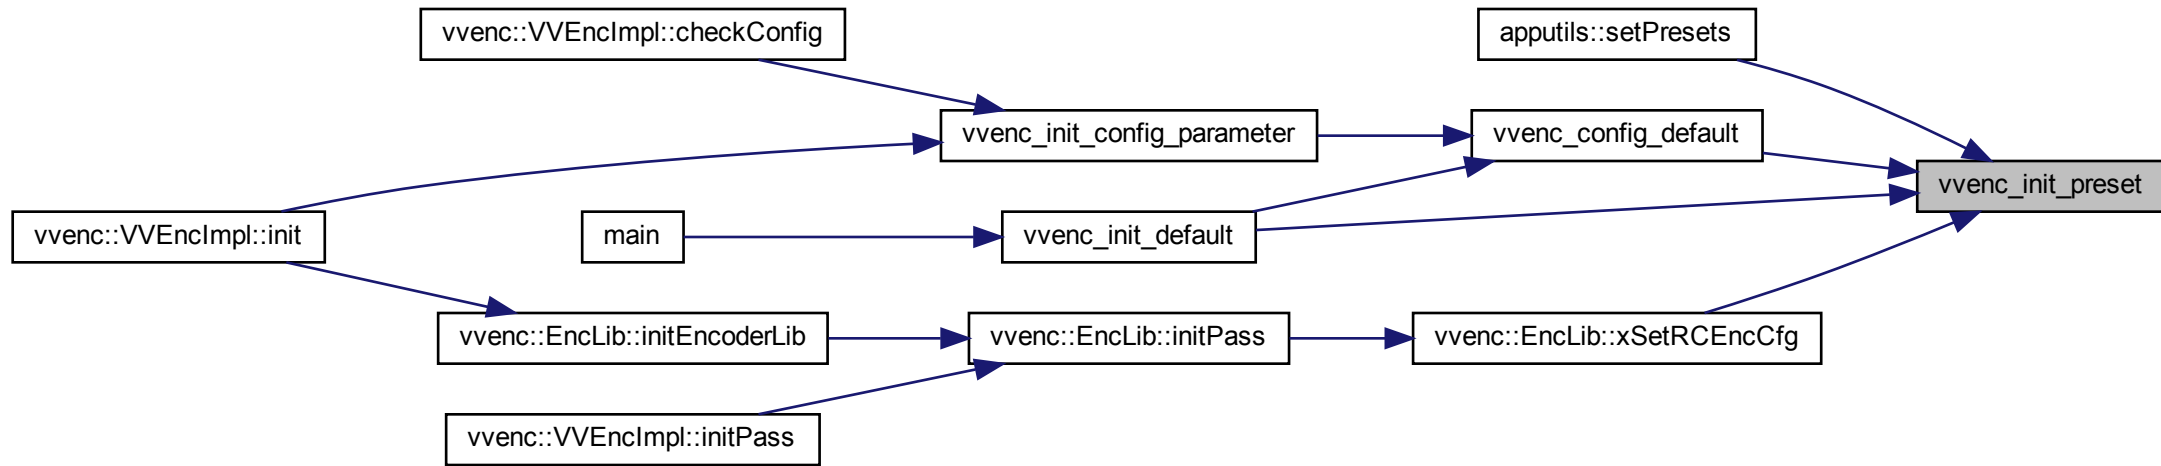 vvenc::VVEncImpl::checkConfig
apputils::setPresets
vvenc_init_config_parameter
vvenc_config_default
vvenc_init_preset
vvenc::VVEncImpl::init
main
vvenc_init_default
vvenc::EncLib::initEncoderLib
vvenc::EncLib::initPass
vvenc::EncLib::xSetRCEncCfg
vvenc::VVEncImpl::initPass